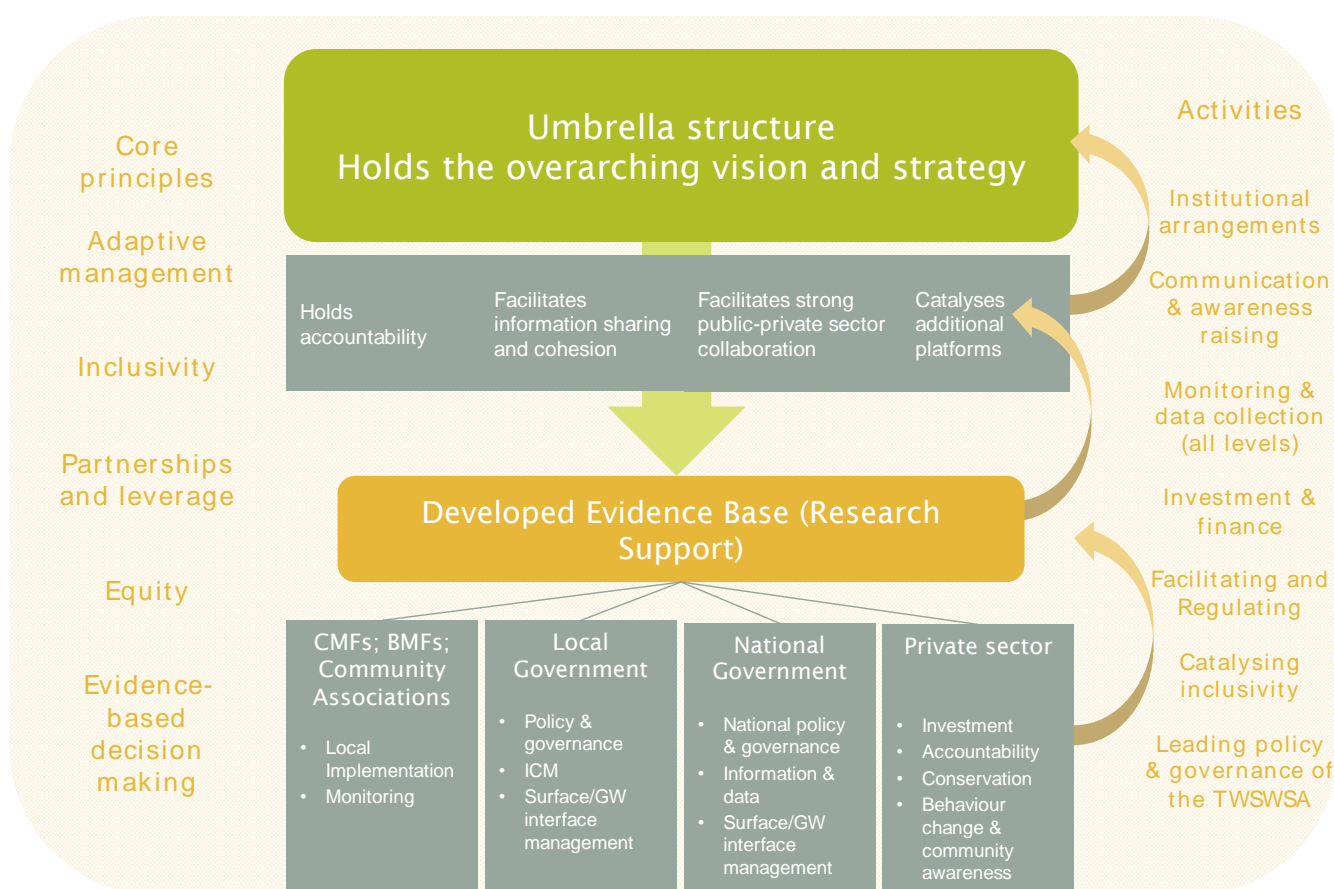 Umbrella structure
Holds the overarching vision and strategy
Core
principles
Adaptive
management
Inclusivity
Partnerships
and leverage
Equity
Evidence-
based
decision
making
Holds
accountability
Facilitates
information sharing
and cohesion
Facilitates strong
public-private sector
collaboration
Catalyses
additional
platforms
Developed Evidence Base (Research
Support)
CMFs; BMFs;
Community
Associations
• Local
Implementation
• Monitoring
Local
Government
• Policy &
governance
• ICM
• Surface/GW
interface
management
National
Government
• National policy
& governance
• Information &
data
• Surface/GW
interface
management
Private sector
• Investment
• Accountability
• Conservation
• Behaviour
change &
community
awareness
Activities
Institutional
arrangements
Communication
& awareness
raising
Monitoring &
data collection
(all levels)
Investment &
finance
Facilitating and
Regulating
Catalysing
inclusivity
Leading policy
& governance of
the TWSWSA